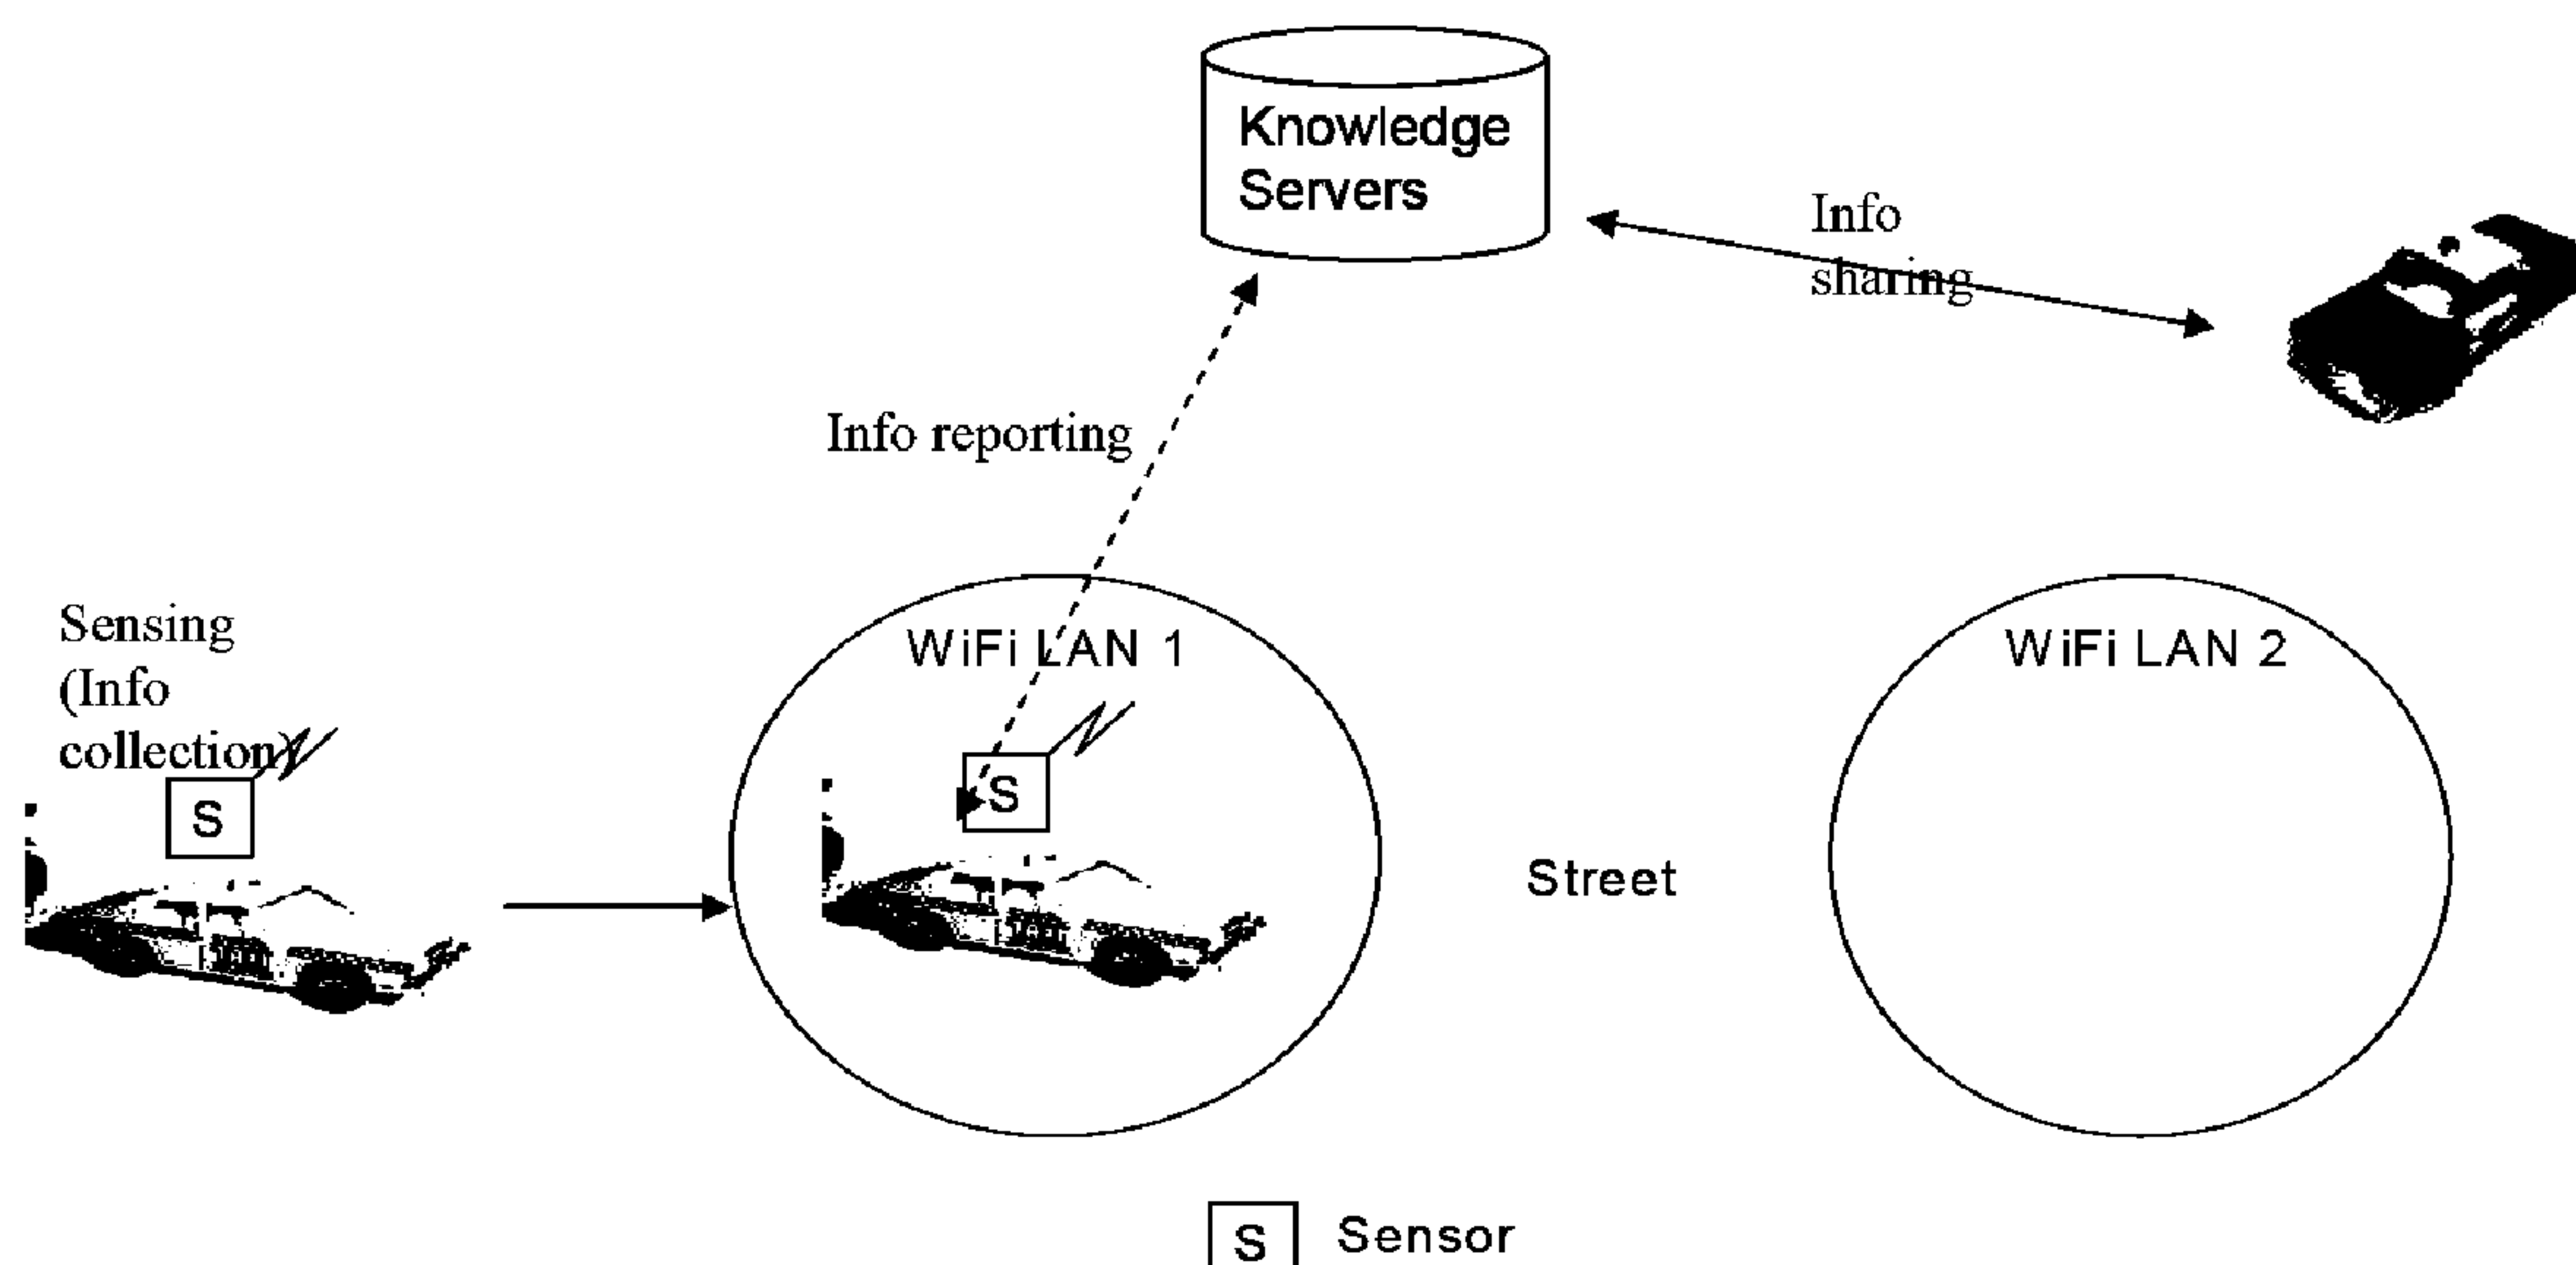 Knowledge
Servers
Info
sharing
Info reporting
Sensing
(Info
collection)
WiFi LAN 1
WiFi LAN 2
S
S
Street
S Sensor